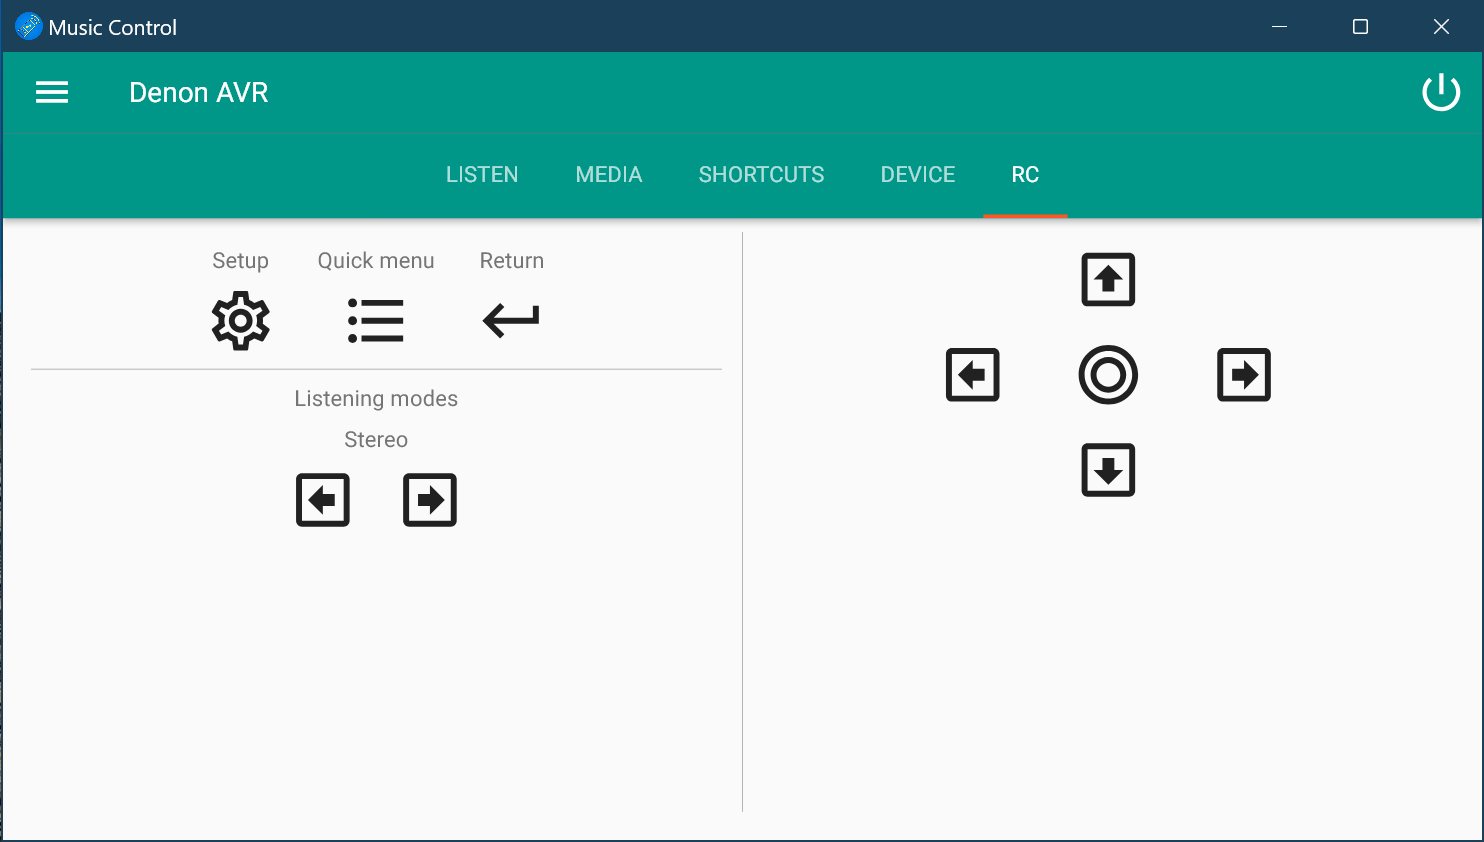 Music Control
Denon AVR
LISTEN MEDIA SHORTCUTS DEVICE RC
Setup Quick menu Return
Listening modes
Stereo